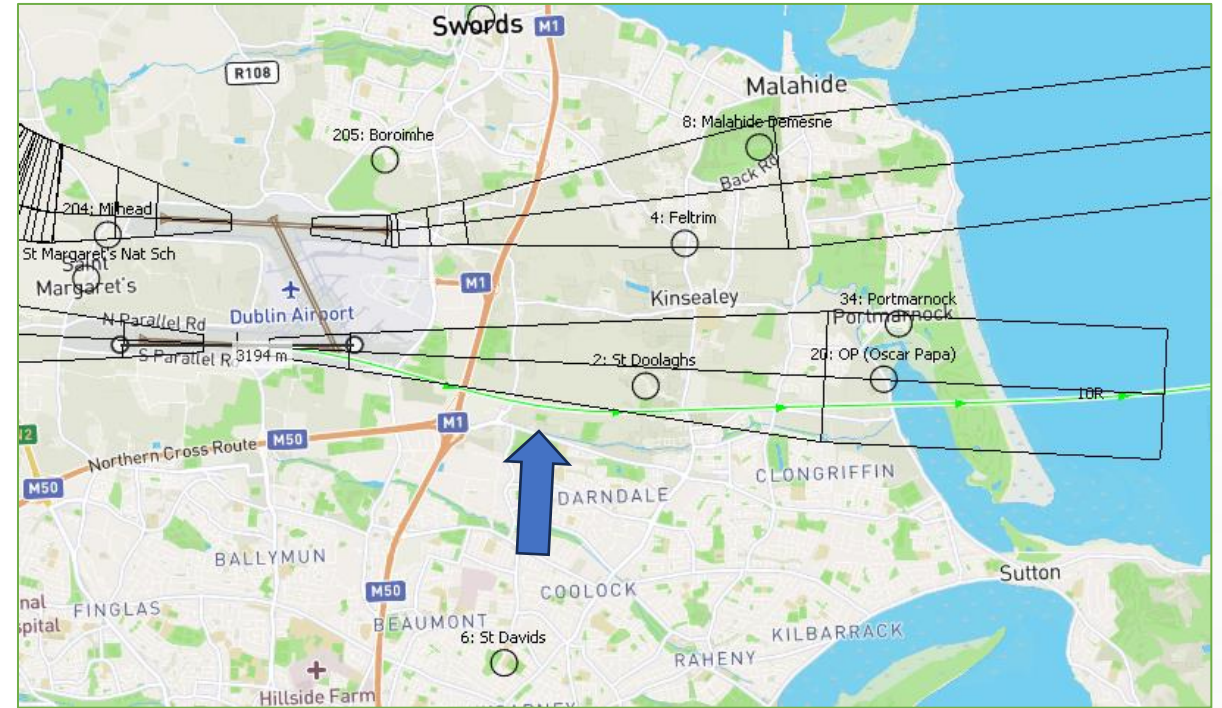 Swords
M1
R108
Malahide
8: Malahide Demesne
205: Boroimhe
Back Rd
204: Milhead
4: Feltrim
St Margaret's Nat Sch
Saint
Margaret's
M1
Kinsealey
34: Portmarnock
Portmarnock
N Parallel Rd
Dublin Airport
S Parallel R
3194 m
2: St Doolaghs
20: OP (Oscar Papa)
10R
M1
M50
Northern Cross Route
M50
CLONGRIFFIN
DARNDALE
BALLYMUN
Sutton
M50
COOLOCK
FINGLAS
BEAUMONT
KILBARRACK
6: St Davids
RAHENY
Hillside Farm